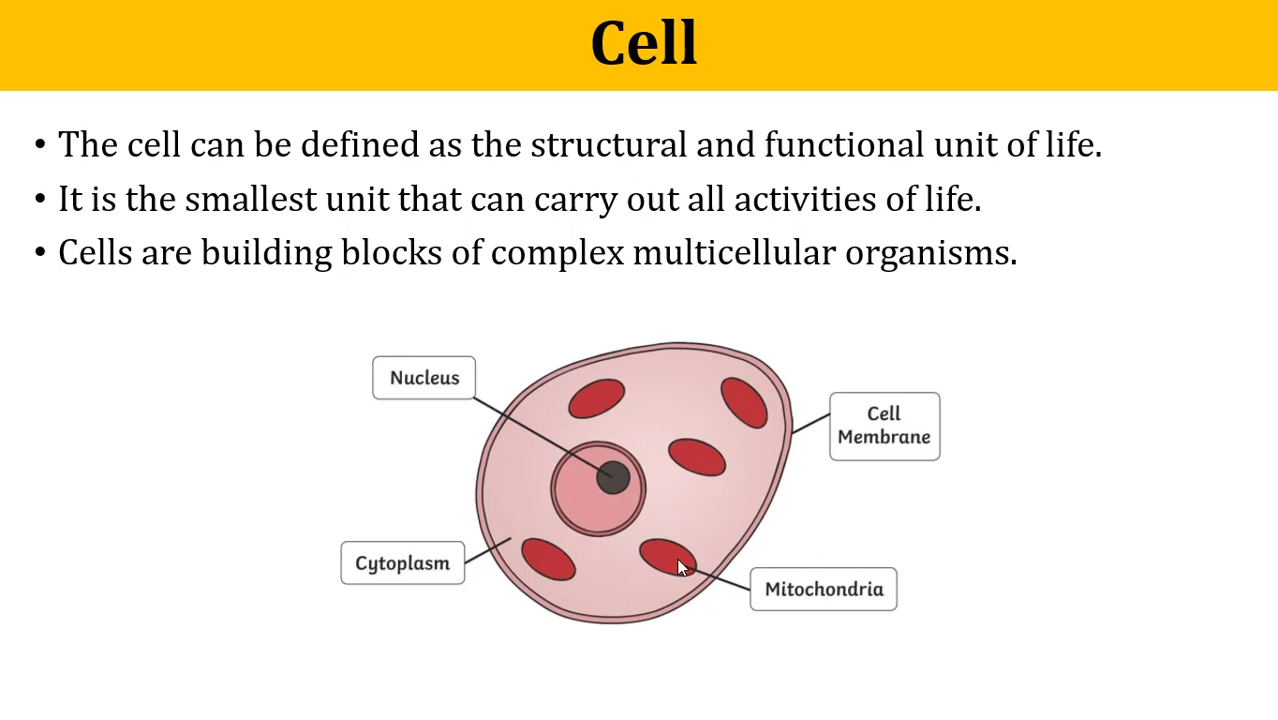 Cell
• The cell can be defined as the structural and functional unit of life.
• It is the smallest unit that can carry out all activities of life.
• Cells are building blocks of complex multicellular organisms.
Nucleus
Cell
Membrane
Cytoplasm
Mitochondria